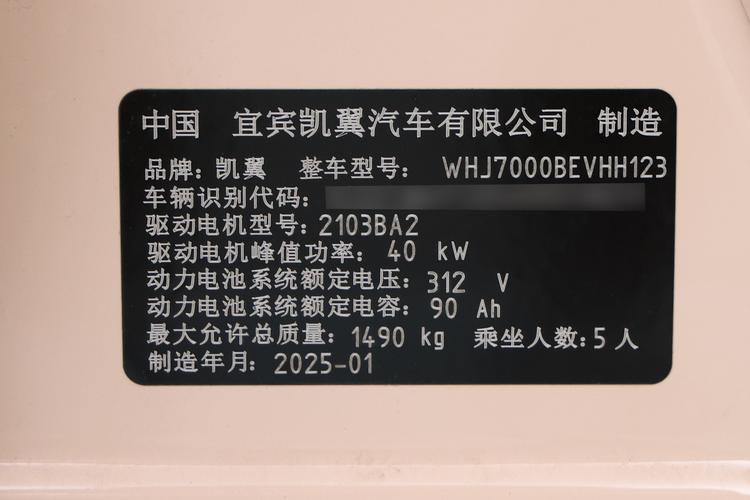 中国 宜宾凯翼汽车有限公司 制造
品牌：凯翼 整车型号： WHJ7000BEVHH123
车辆识别代码：
驱动电机型号：2103BA2
驱动电机峰值功率： 40 kW
动力电池系统额定电压： 312 V
动力电池系统额定电容： 90 Ah
最大允许总质量： 1490 kg 乘坐人数：5 人
制造年月： 2025-01